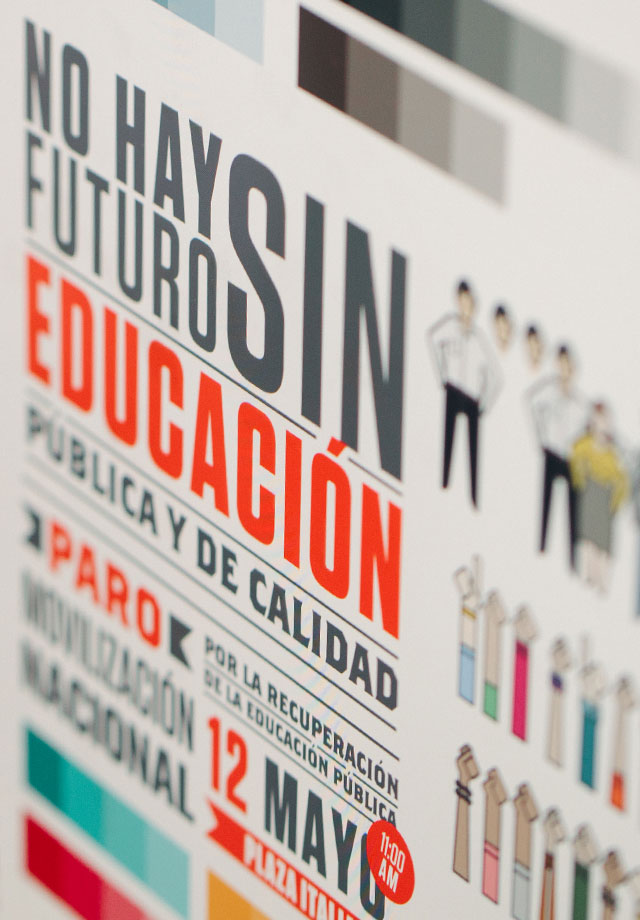 NO HAY
FUTURO
SIN
EDUCACIÓN
PÚBLICA Y DE CALIDAD
PARO
MOVILIZACIÓN
NACIONAL
POR LA RECUPERACIÓN
DE LA EDUCACIÓN PÚBLICA
12 MAYO
11:00
AM
PLAZA ITALIA